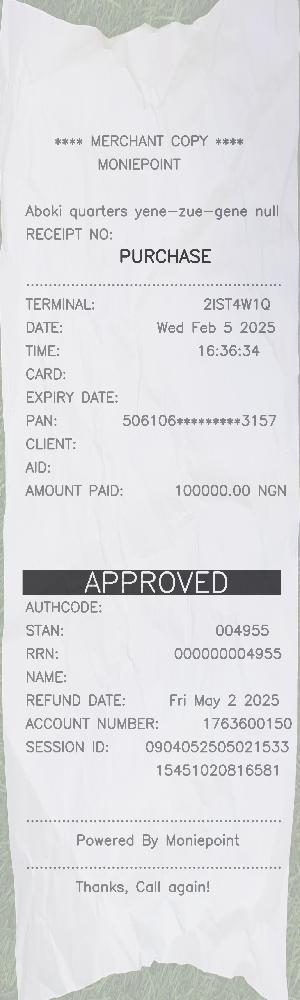 **** MERCHANT COPY ****
MONIEPOINT
Aboki quarters yene-zue-gene null
RECEIPT NO:
PURCHASE
TERMINAL: 2IST4W1Q
DATE: Wed Feb 5 2025
TIME: 16:36:34
CARD:
EXPIRY DATE:
PAN: 506106*********3157
CLIENT:
AID:
AMOUNT PAID: 100000.00 NGN
APPROVED
AUTHCODE:
STAN: 004955
RRN: 000000004955
NAME:
REFUND DATE: Fri May 2 2025
ACCOUNT NUMBER: 1763600150
SESSION ID: 0904052505021533
15451020816581
Powered By Moniepoint
Thanks, Call again!